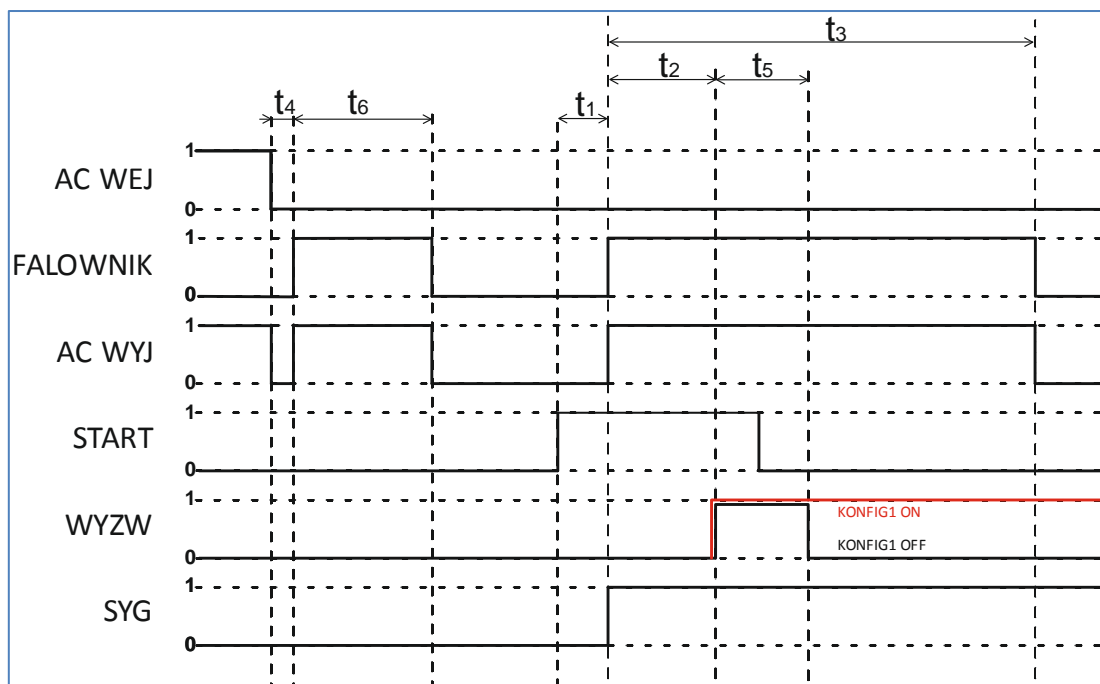 t3
t2 t5
t4 t6 t1
1
AC WEJ
0
1
FALOWNIK
0
1
AC WYJ
0
1
START
0
1
WYZW
KONFIG1 ON
KONFIG1 OFF
0
1
SYG
0